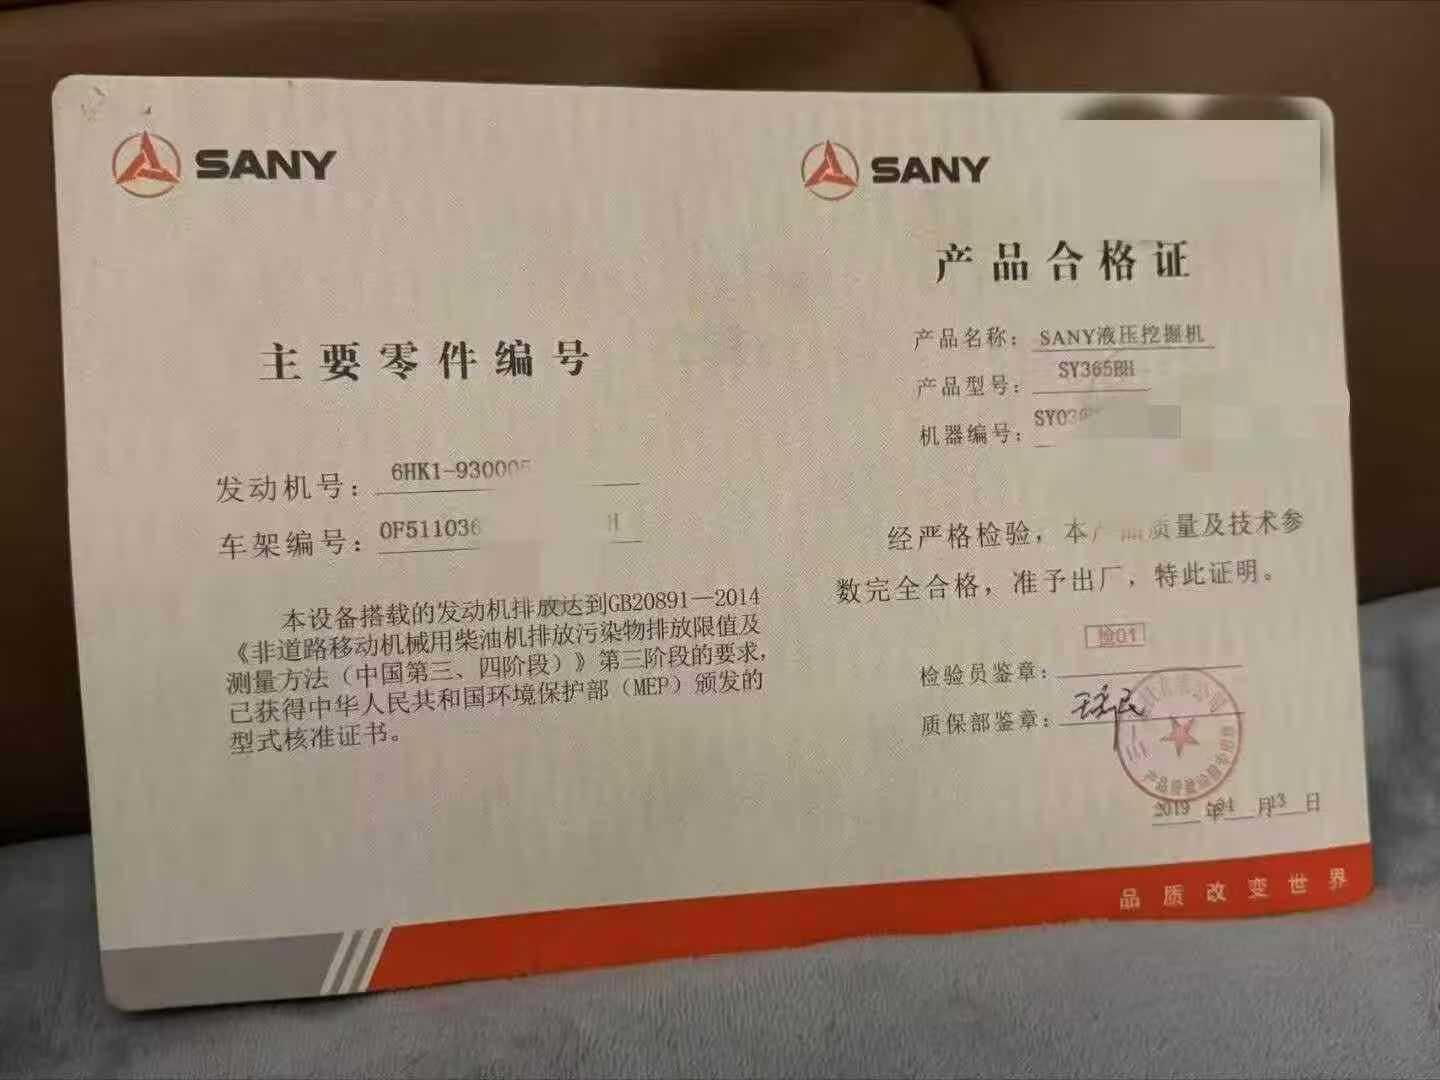 SANY
主要零件编号
发动机号：6HK1-930005
车架编号：0F511036 H
本设备搭载的发动机排放达到GB20891—2014
《非道路移动机械用柴油机排放污染物排放限值及
测量方法（中国第三、四阶段）》第三阶段的要求，
已获得中华人民共和国环境保护部（MEP）颁发的
型式核准证书。
SANY
产品合格证
产品名称：SANY液压挖掘机
产品型号：SY365BH
机器编号：SY03
经严格检验，本产品质量及技术参
数完全合格，准予出厂，特此证明。
检01
检验员鉴章：
质保部鉴章：
2019 年 04 月 23 日
品质改变世界